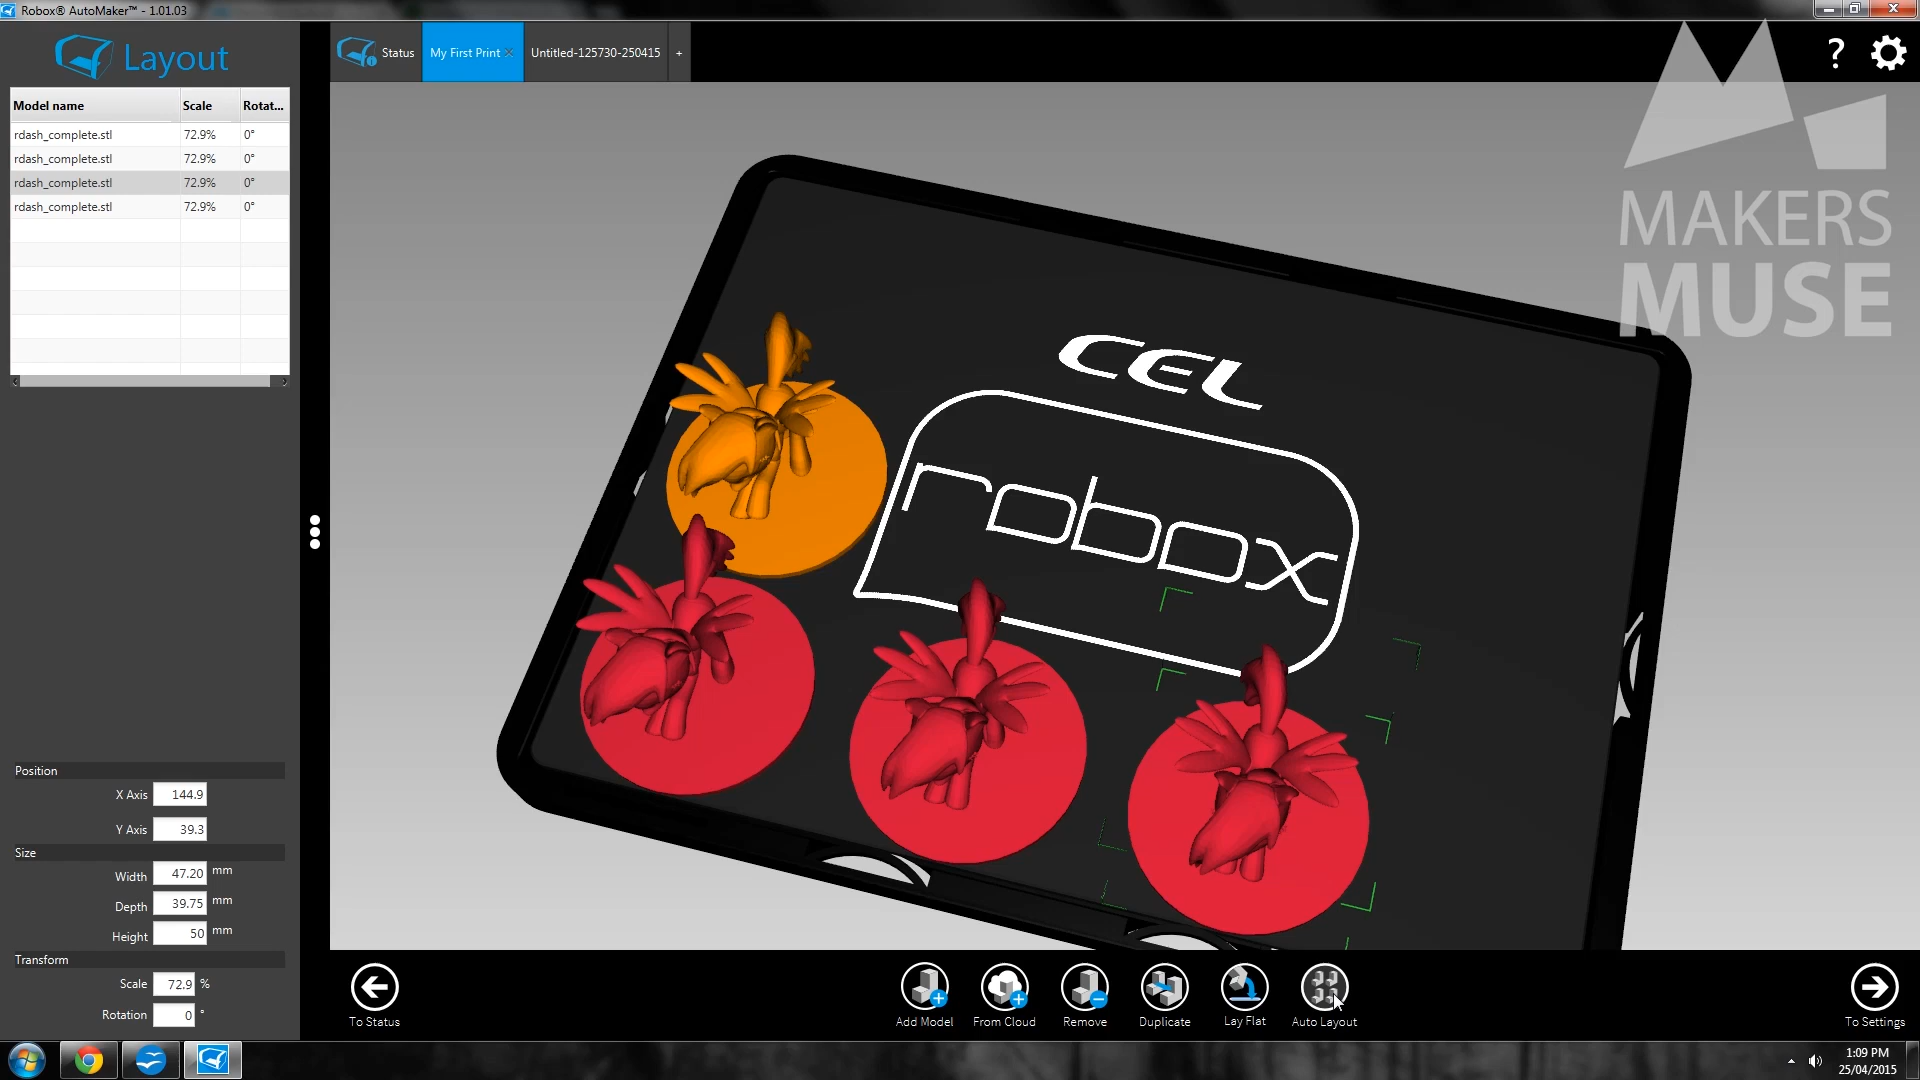 Robox® AutoMaker™ - 1.01.03
Layout
Status
My First Print
Untitled-125730-250415
+
?
Model name Scale Rotat...
rdash_complete.stl 72.9% 0°
rdash_complete.stl 72.9% 0°
rdash_complete.stl 72.9% 0°
rdash_complete.stl 72.9% 0°
MAKERS
MUSE
CEL
robox
Position
X Axis 144.9
Y Axis 39.3
Size
Width 47.20 mm
Depth 39.75 mm
Height 50 mm
Transform
Scale 72.9 %
Rotation 0 °
To Status
Add Model
From Cloud
Remove
Duplicate
Lay Flat
Auto Layout
To Settings
1:09 PM
25/04/2015